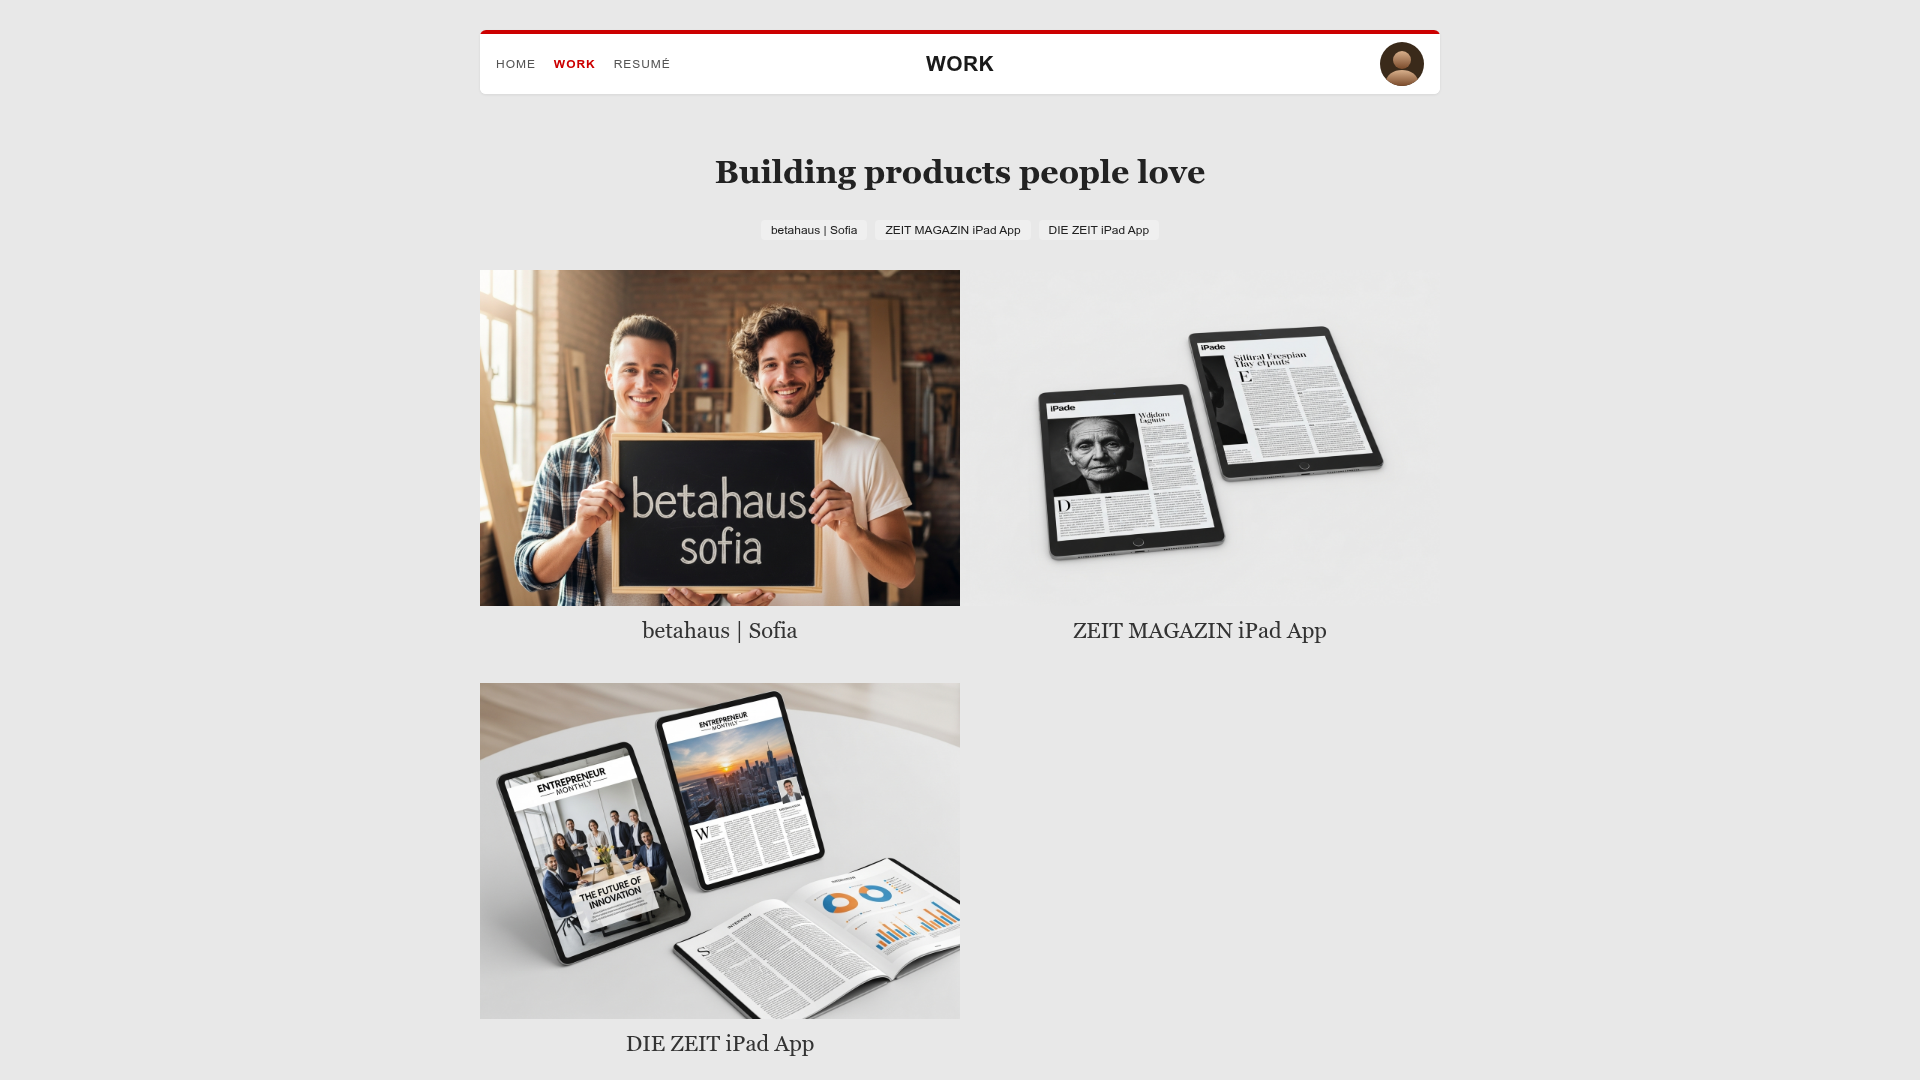 HOME WORK RESUMÉ
WORK
Building products people love
betahaus | Sofia
ZEIT MAGAZIN iPad App
DIE ZEIT iPad App
betahaus
sofia
iPade
iPade
E
D
betahaus | Sofia
ZEIT MAGAZIN iPad App
ENTREPRENEUR
MONTHLY
ENTREPRENEUR
MONTHLY
W
THE FUTURE OF
INNOVATION
INTERVIEW
S
DIE ZEIT iPad App